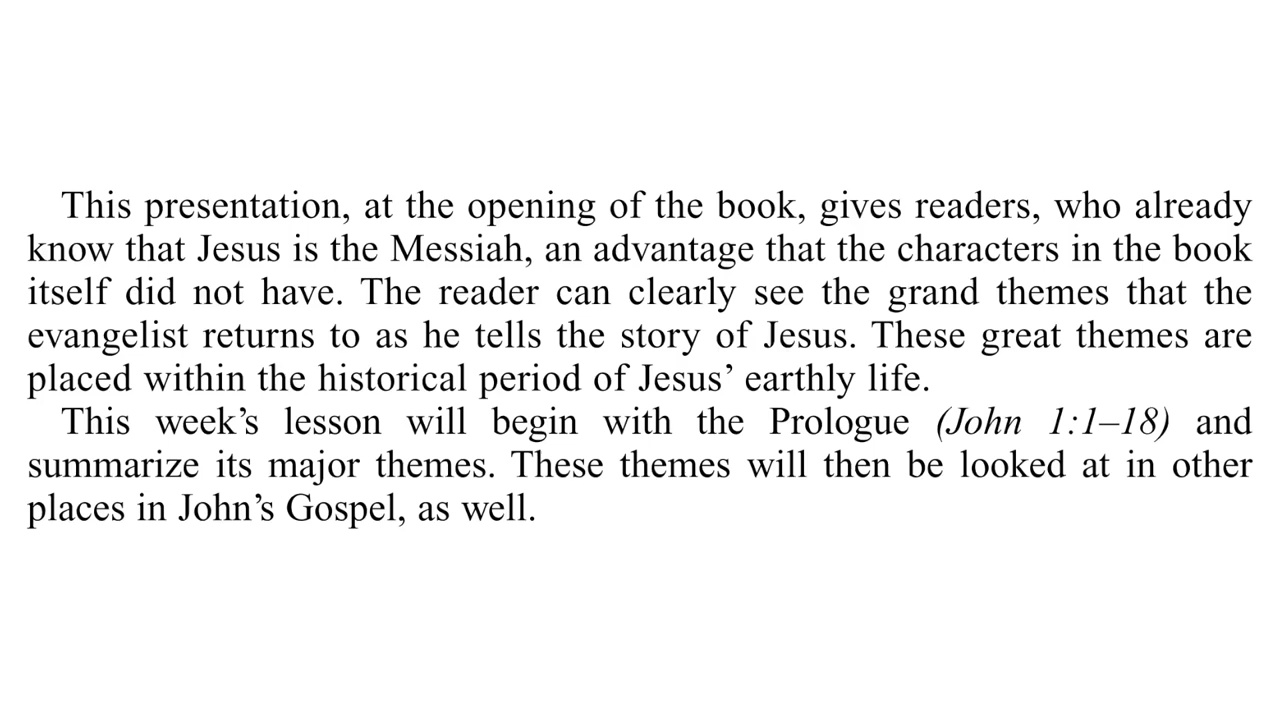 This presentation, at the opening of the book, gives readers, who already
know that Jesus is the Messiah, an advantage that the characters in the book
itself did not have. The reader can clearly see the grand themes that the
evangelist returns to as he tells the story of Jesus. These great themes are
placed within the historical period of Jesus’ earthly life.
This week’s lesson will begin with the Prologue (John 1:1–18) and
summarize its major themes. These themes will then be looked at in other
places in John’s Gospel, as well.